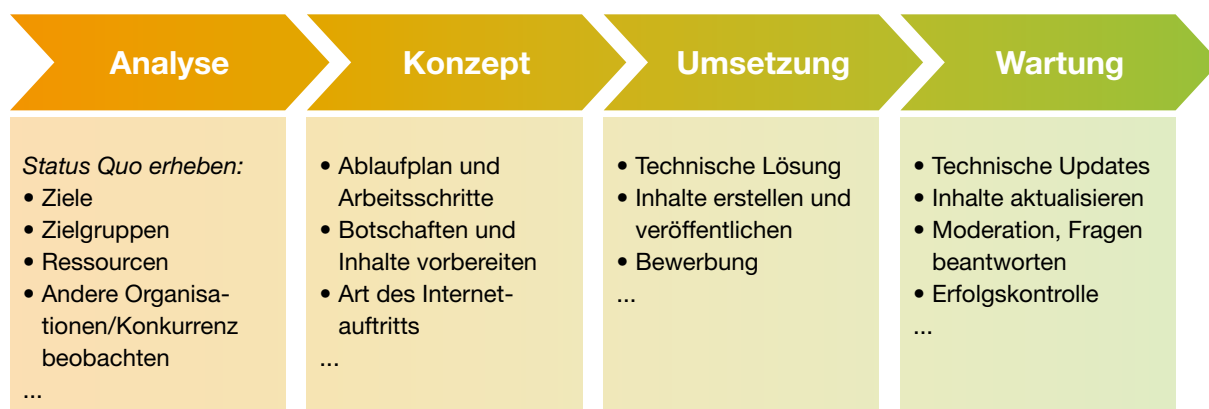 Analyse
Konzept
Umsetzung
Wartung
Status Quo erheben:
• Ziele
• Zielgruppen
• Ressourcen
• Andere Organisa-
tionen/Konkurrenz
beobachten
...
• Ablaufplan und
Arbeitsschritte
• Botschaften und
Inhalte vorbereiten
• Art des Internet-
auftritts
...
• Technische Lösung
• Inhalte erstellen und
veröffentlichen
• Bewerbung
...
• Technische Updates
• Inhalte aktualisieren
• Moderation, Fragen
beantworten
• Erfolgskontrolle
...